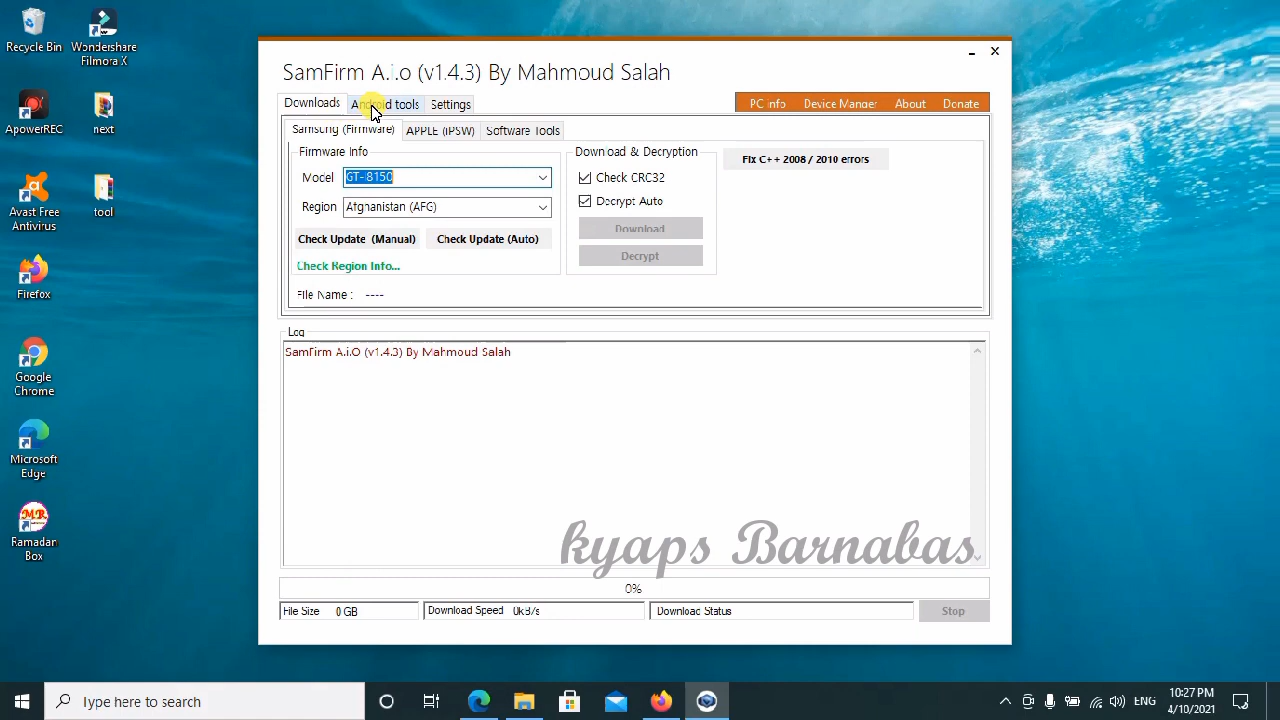 Recycle Bin
Wondershare Filmora X
ApowerREC
next
Avast Free Antivirus
tool
Firefox
Google Chrome
Microsoft Edge
MR
Ramadan Box
SamFirm A.i.o (v1.4.3) By Mahmoud Salah
Downloads Android tools Settings
PC info Device Manger About Donate
Samsung (Firmware) APPLE (iPSW) Software Tools
Firmware Info
Model GT-I8150
Region Afghanistan (AFG)
Check Update (Manual) Check Update (Auto)
Check Region Info...
File Name : ----
Download & Decryption
Check CRC32
Decrypt Auto
Download
Decrypt
Fix C++ 2008 / 2010 errors
Log
SamFirm A.i.O (v1.4.3) By Mahmoud Salah
kyaps Barnabas
0%
File Size 0 GB Download Speed 0kB/s Download Status Stop
Type here to search
ENG
10:27 PM
4/10/2021